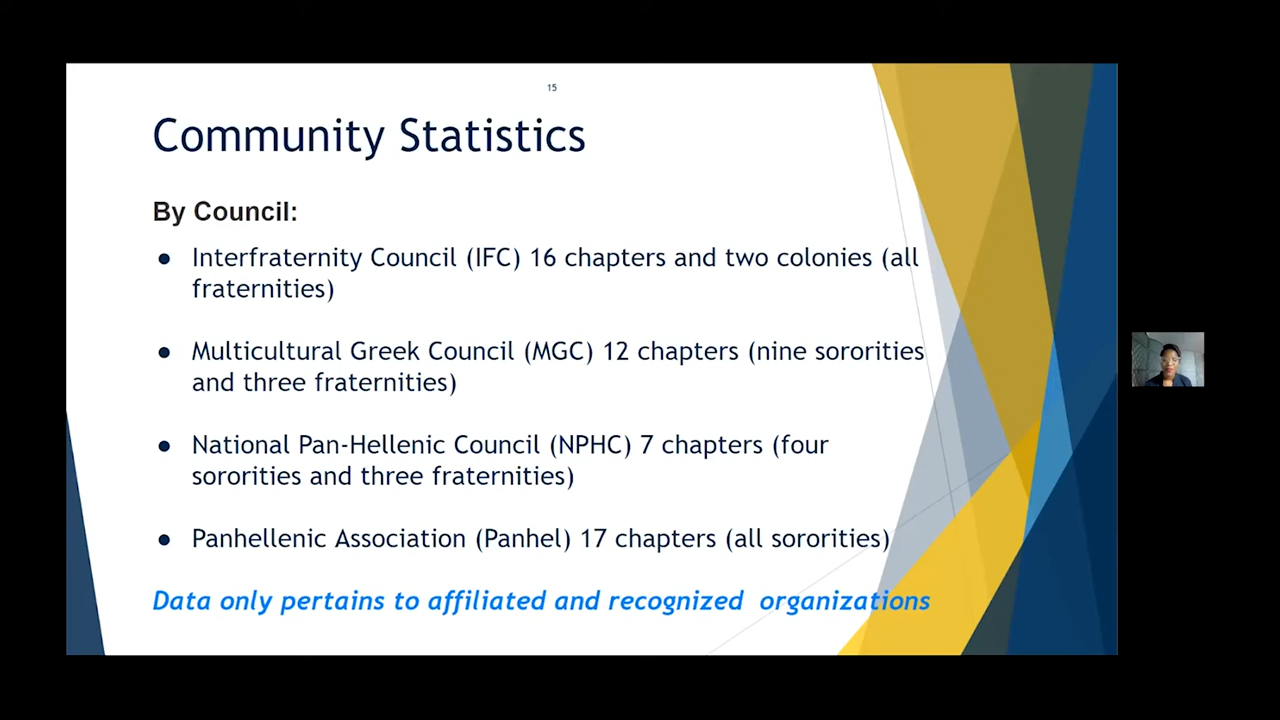 15
Community Statistics
By Council:
● Interfraternity Council (IFC) 16 chapters and two colonies (all
fraternities)
● Multicultural Greek Council (MGC) 12 chapters (nine sororities
and three fraternities)
● National Pan-Hellenic Council (NPHC) 7 chapters (four
sororities and three fraternities)
● Panhellenic Association (Panhel) 17 chapters (all sororities)
Data only pertains to affiliated and recognized organizations